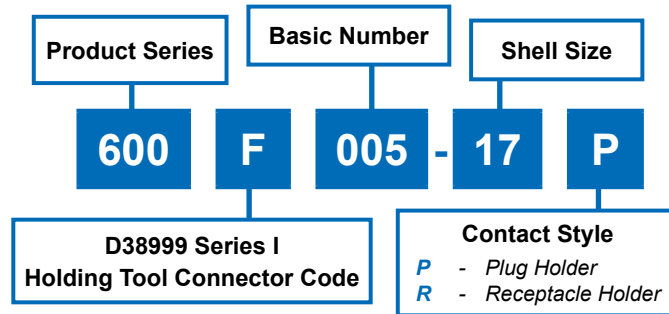 Basic Number
Product Series
Shell Size
600 F 005 - 17 P
D38999 Series I
Holding Tool Connector Code
Contact Style
P - Plug Holder
R - Receptacle Holder